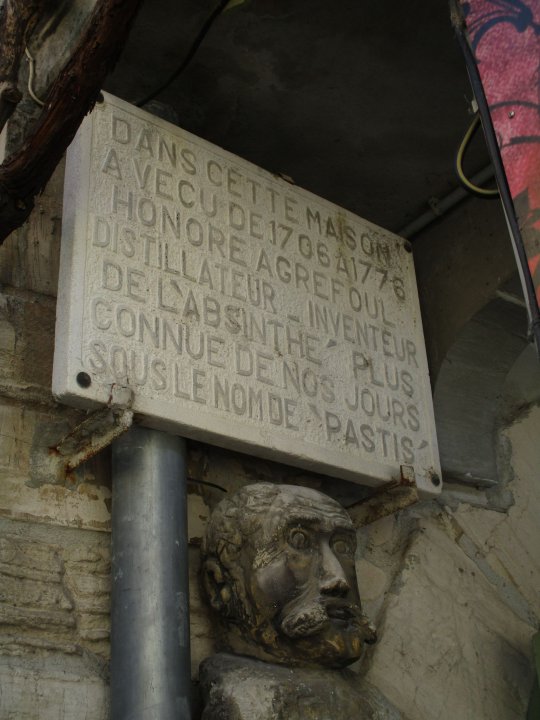 DANS CETTE MAISON
A VECU DE 1706 A 1776
HONORE AGREFOUL
DISTILLATEUR _ INVENTEUR
DE L'ABSINTHE PLUS
CONNUE DE NOS JOURS
SOUS LE NOM DE "PASTIS"